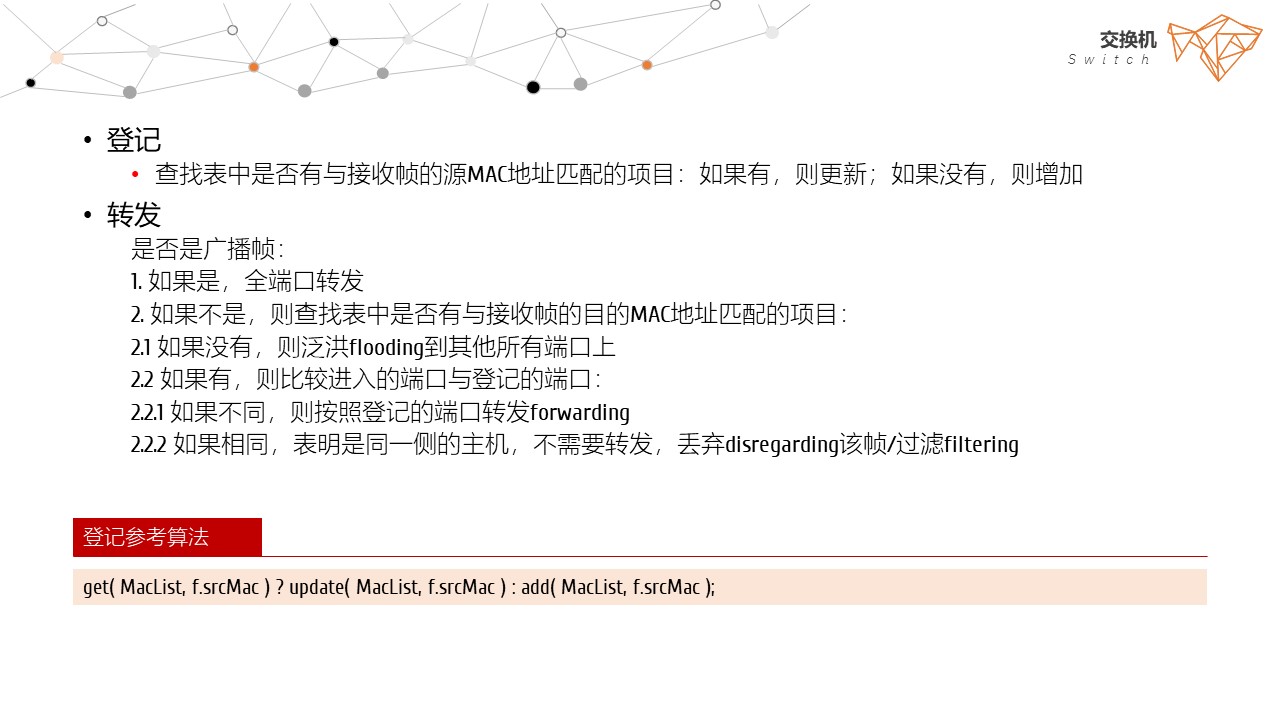 交换机
Switch
• 登记
• 查找表中是否有与接收帧的源MAC地址匹配的项目：如果有，则更新；如果没有，则增加
• 转发
是否是广播帧：
1. 如果是，全端口转发
2. 如果不是，则查找表中是否有与接收帧的目的MAC地址匹配的项目：
2.1 如果没有，则泛洪flooding到其他所有端口上
2.2 如果有，则比较进入的端口与登记的端口：
2.2.1 如果不同，则按照登记的端口转发forwarding
2.2.2 如果相同，表明是同一侧的主机，不需要转发，丢弃disregarding该帧/过滤filtering
登记参考算法
get( MacList, f.srcMac ) ? update( MacList, f.srcMac ) : add( MacList, f.srcMac );